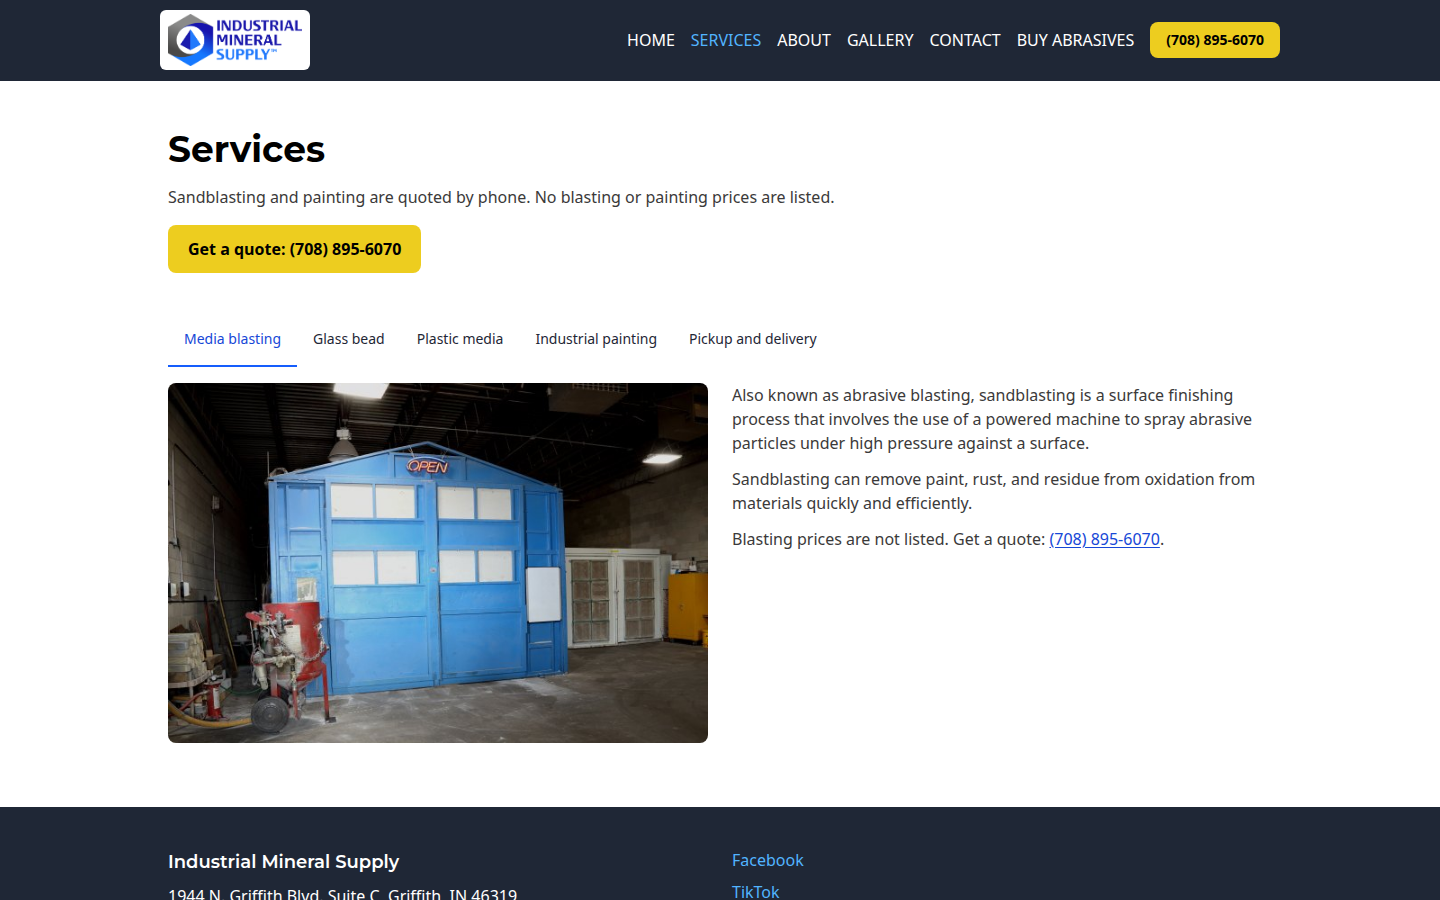 INDUSTRIAL
MINERAL
SUPPLY™
HOME SERVICES ABOUT GALLERY CONTACT BUY ABRASIVES (708) 895-6070
Services
Sandblasting and painting are quoted by phone. No blasting or painting prices are listed.
Get a quote: (708) 895-6070
Media blasting Glass bead Plastic media Industrial painting Pickup and delivery
OPEN
Also known as abrasive blasting, sandblasting is a surface finishing
process that involves the use of a powered machine to spray abrasive
particles under high pressure against a surface.
Sandblasting can remove paint, rust, and residue from oxidation from
materials quickly and efficiently.
Blasting prices are not listed. Get a quote: (708) 895-6070.
Industrial Mineral Supply
1944 N. Griffith Blvd. Suite C, Griffith, IN 46319
Facebook
TikTok